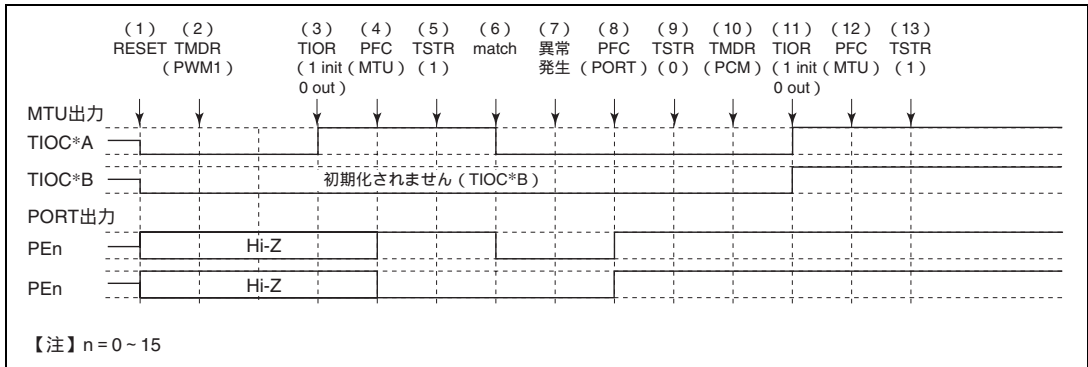 ( 1 ) ( 2 ) ( 3 ) ( 4 ) ( 5 ) ( 6 ) ( 7 ) ( 8 ) ( 9 ) ( 10 ) ( 11 ) ( 12 ) ( 13 )
RESET TMDR TIOR PFC TSTR match 異常 PFC TSTR TMDR TIOR PFC TSTR
( PWM1 ) ( 1 init ( MTU ) ( 1 ) 発生 ( PORT ) ( 0 ) ( PCM ) ( 1 init ( MTU ) ( 1 )
0 out ) 0 out )
MTU出力
TIOC*A
TIOC*B 初期化されません ( TIOC*B )
PORT出力
PEn Hi-Z
PEn Hi-Z
【注】n = 0 ~ 15